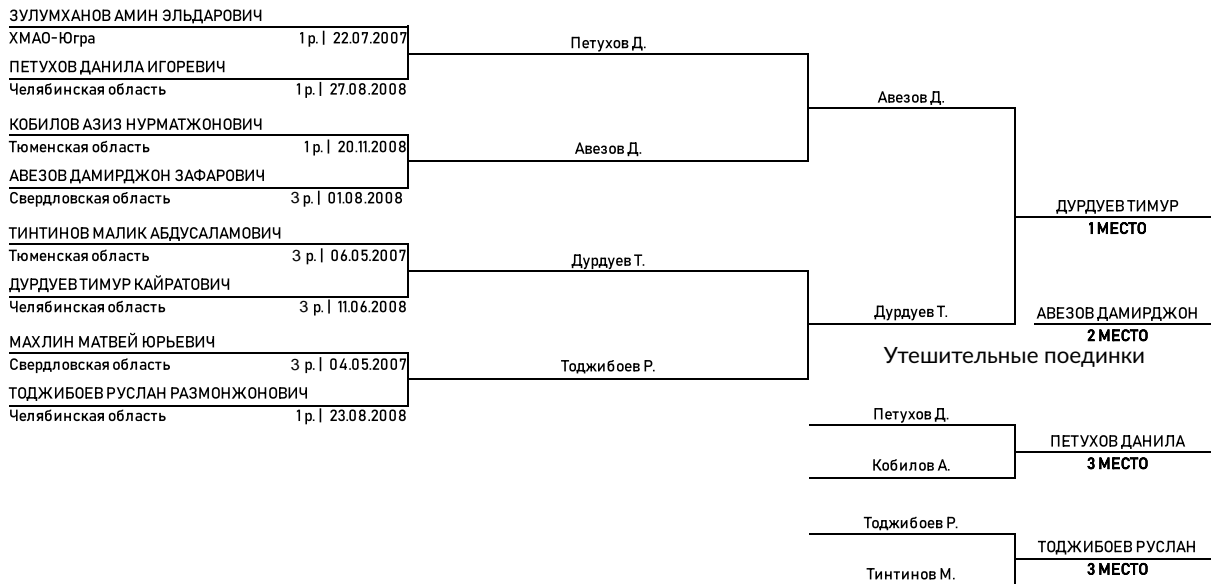 ЗУЛУМХАНОВ АМИН ЭЛЬДАРОВИЧ
ХМАО-Югра 1 р. | 22.07.2007
ПЕТУХОВ ДАНИЛА ИГОРЕВИЧ
Челябинская область 1 р. | 27.08.2008
КОБИЛОВ АЗИЗ НУРМАТЖОНОВИЧ
Тюменская область 1 р. | 20.11.2008
АВЕЗОВ ДАМИРДЖОН ЗАФАРОВИЧ
Свердловская область 3 р. | 01.08.2008
ТИНТИНОВ МАЛИК АБДУСАЛАМОВИЧ
Тюменская область 3 р. | 06.05.2007
ДУРДУЕВ ТИМУР КАЙРАТОВИЧ
Челябинская область 3 р. | 11.06.2008
МАХЛИН МАТВЕЙ ЮРЬЕВИЧ
Свердловская область 3 р. | 04.05.2007
ТОДЖИБОЕВ РУСЛАН РАЗМОНЖОНОВИЧ
Челябинская область 1 р. | 23.08.2008
Петухов Д.
Авезов Д.
Дурдуев Т.
Тоджибоев Р.
Авезов Д.
Дурдуев Т.
ДУРДУЕВ ТИМУР
1 МЕСТО
АВЕЗОВ ДАМИРДЖОН
2 МЕСТО
Утешительные поединки
Петухов Д.
Кобилов А.
ПЕТУХОВ ДАНИЛА
3 МЕСТО
Тоджибоев Р.
Тинтинов М.
ТОДЖИБОЕВ РУСЛАН
3 МЕСТО